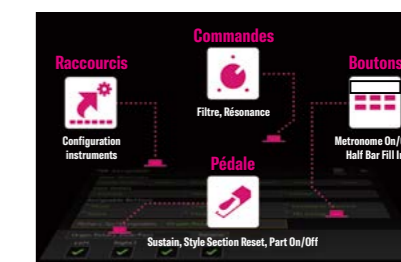 Commandes
Raccourcis
Boutons
Filtre, Résonance
Configuration
instruments
Metronome On/
Half Bar Fill In
Pédale
Sustain, Style Section Reset, Part On/Off